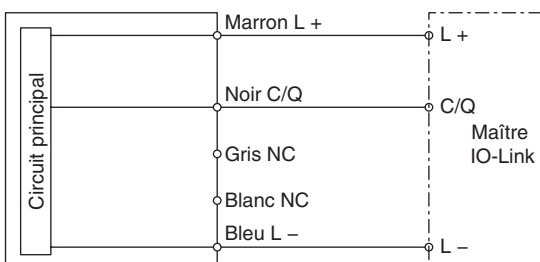 Marron L +
L +
Circuit principal
Noir C/Q
C/Q
Maître
IO-Link
Gris NC
Blanc NC
Bleu L –
L –